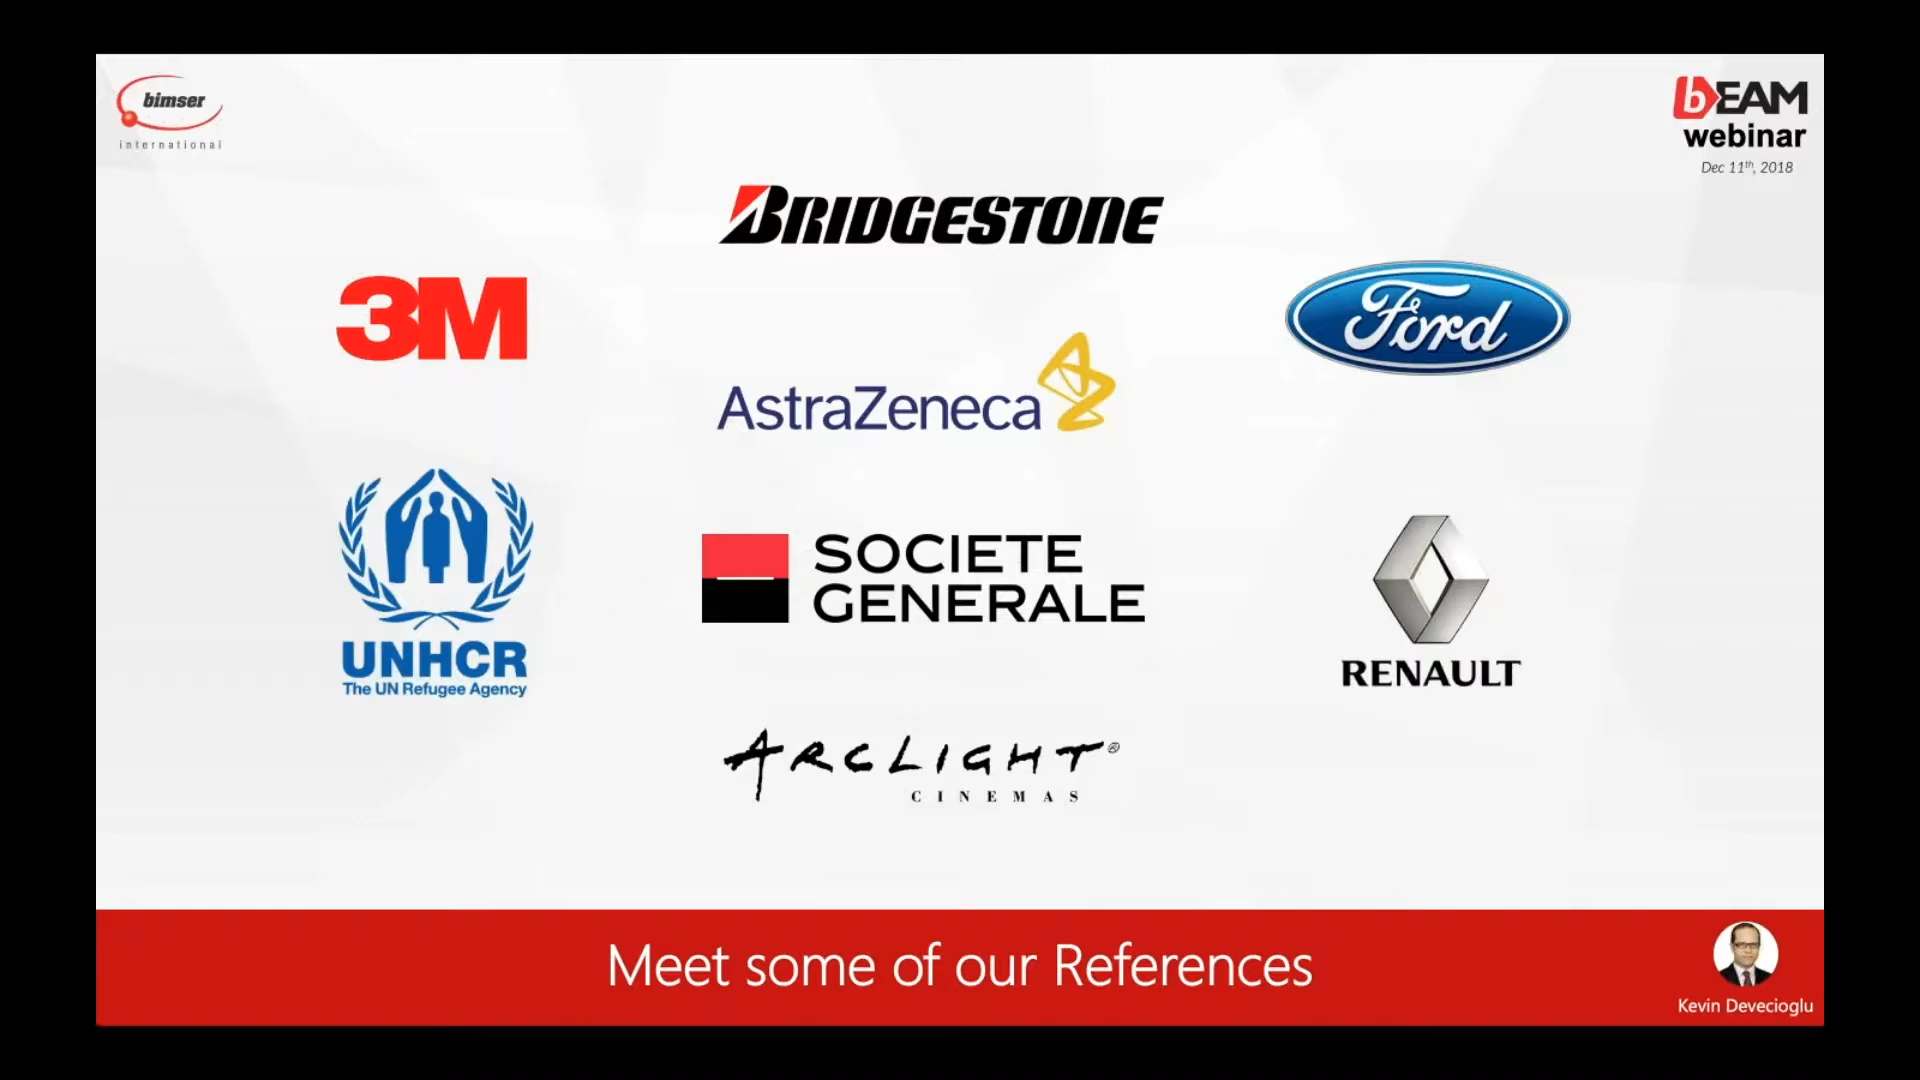 bimser
international
bEAM
webinar
Dec 11th, 2018
BRIDGESTONE
3M
Ford
AstraZeneca
UNHCR
The UN Refugee Agency
SOCIETE
GENERALE
RENAULT
ARCLIGHT®
CINEMAS
Meet some of our References
Kevin Devecioglu